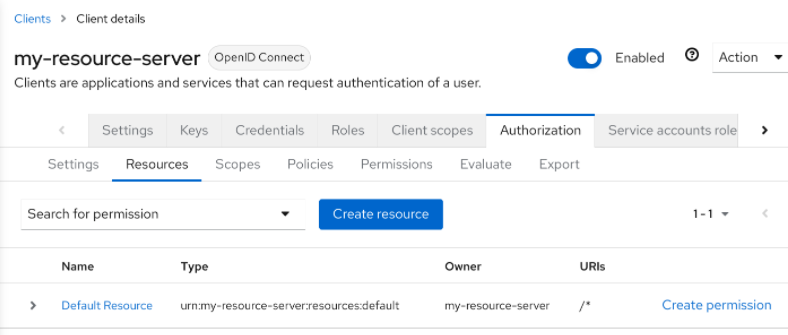 Clients > Client details
my-resource-server OpenID Connect Enabled Action
Clients are applications and services that can request authentication of a user.
Settings Keys Credentials Roles Client scopes Authorization Service accounts role
Settings Resources Scopes Policies Permissions Evaluate Export
Search for permission Create resource 1-1
Name Type Owner URIs
Default Resource urn:my-resource-server:resources:default my-resource-server /* Create permission